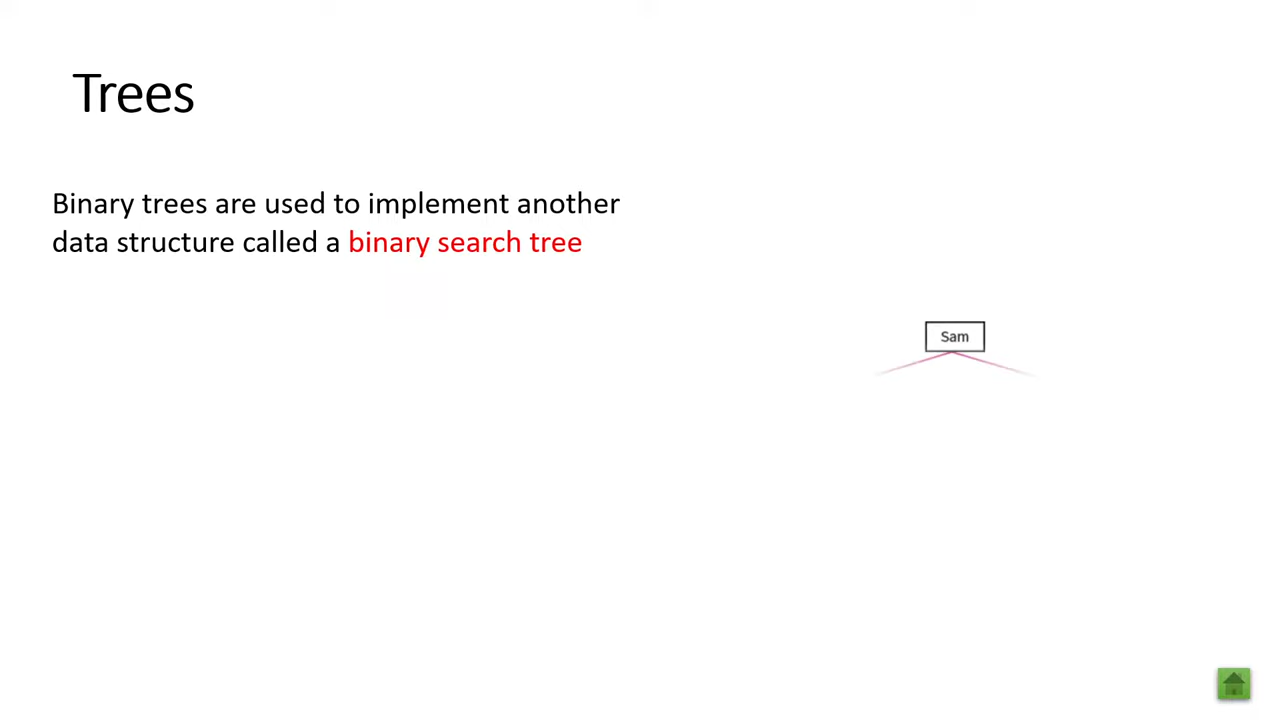 Trees
Binary trees are used to implement another
data structure called a binary search tree
Sam